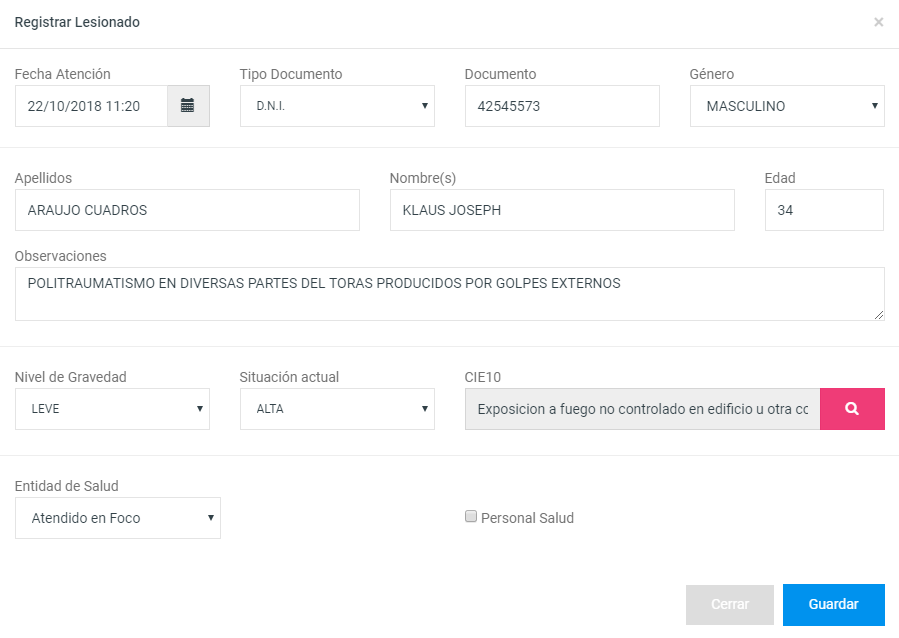 Registrar Lesionado ×
Fecha Atención Tipo Documento Documento Género
22/10/2018 11:20 D.N.I. 42545573 MASCULINO
Apellidos Nombre(s) Edad
ARAUJO CUADROS KLAUS JOSEPH 34
Observaciones
POLITRAUMATISMO EN DIVERSAS PARTES DEL TORAS PRODUCIDOS POR GOLPES EXTERNOS
Nivel de Gravedad Situación actual CIE10
LEVE ALTA Exposicion a fuego no controlado en edificio u otra co
Entidad de Salud
Atendido en Foco Personal Salud
Cerrar Guardar